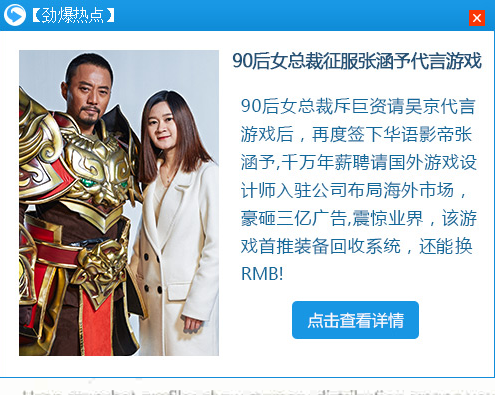 【劲爆热点】
90后女总裁征服张涵予代言游戏
90后女总裁斥巨资请吴京代言
游戏后，再度签下华语影帝张
涵予,千万年薪聘请国外游戏设
计师入驻公司布局海外市场，
豪砸三亿广告,震惊业界，该游
戏首推装备回收系统，还能换
RMB!
点击查看详情